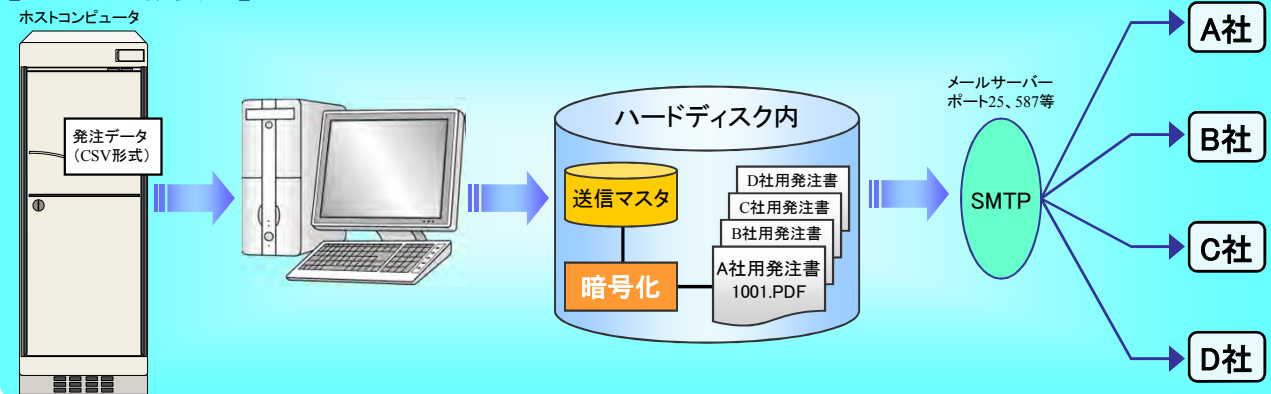 ホストコンピュータ
発注データ
（CSV形式）
ハードディスク内
送信マスタ
暗号化
D社用発注書
C社用発注書
B社用発注書
A社用発注書
1001.PDF
メールサーバー
ポート25、587等
SMTP
A社
B社
C社
D社